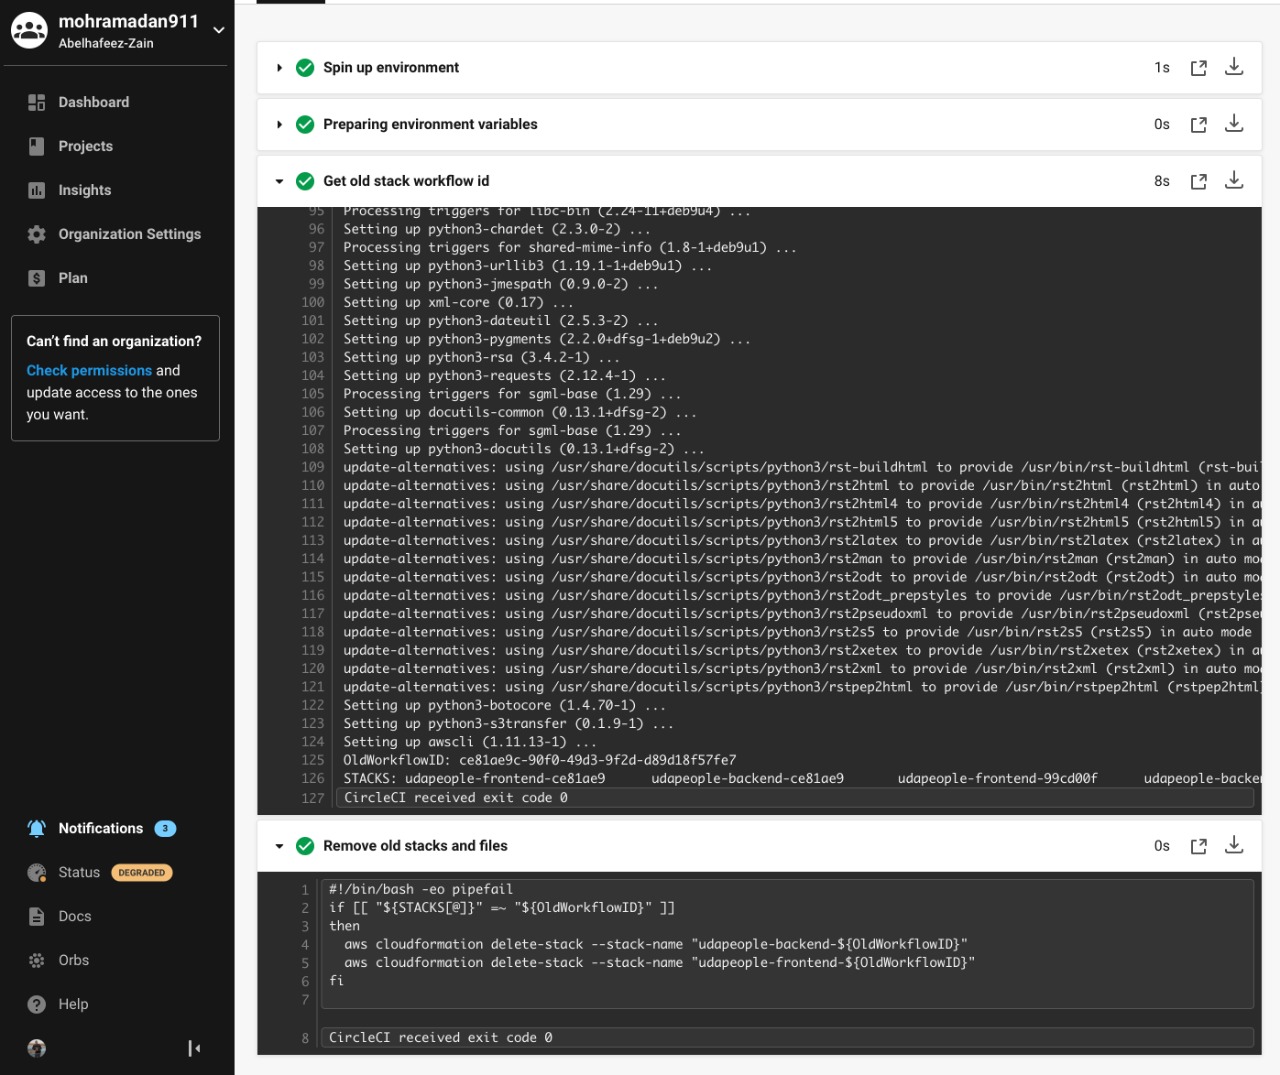 mohramadan911
Abelhafeez-Zain
Dashboard
Projects
Insights
Organization Settings
Plan
Can't find an organization?
Check permissions and
update access to the ones
you want.
Notifications 3
Status DEGRADED
Docs
Orbs
Help
Spin up environment 1s
Preparing environment variables 0s
Get old stack workflow id 8s
95 Processing triggers for libc-bin (2.24-11+deb9u4) ...
96 Setting up python3-chardet (2.3.0-2) ...
97 Processing triggers for shared-mime-info (1.8-1+deb9u1) ...
98 Setting up python3-urllib3 (1.19.1-1+deb9u1) ...
99 Setting up python3-jmespath (0.9.0-2) ...
100 Setting up xml-core (0.17) ...
101 Setting up python3-dateutil (2.5.3-2) ...
102 Setting up python3-pygments (2.2.0+dfsg-1+deb9u2) ...
103 Setting up python3-rsa (3.4.2-1) ...
104 Setting up python3-requests (2.12.4-1) ...
105 Processing triggers for sgml-base (1.29) ...
106 Setting up docutils-common (0.13.1+dfsg-2) ...
107 Processing triggers for sgml-base (1.29) ...
108 Setting up python3-docutils (0.13.1+dfsg-2) ...
109 update-alternatives: using /usr/share/docutils/scripts/python3/rst-buildhtml to provide /usr/bin/rst-buildhtml (rst-buil
110 update-alternatives: using /usr/share/docutils/scripts/python3/rst2html to provide /usr/bin/rst2html (rst2html) in auto
111 update-alternatives: using /usr/share/docutils/scripts/python3/rst2html4 to provide /usr/bin/rst2html4 (rst2html4) in au
112 update-alternatives: using /usr/share/docutils/scripts/python3/rst2html5 to provide /usr/bin/rst2html5 (rst2html5) in au
113 update-alternatives: using /usr/share/docutils/scripts/python3/rst2latex to provide /usr/bin/rst2latex (rst2latex) in au
114 update-alternatives: using /usr/share/docutils/scripts/python3/rst2man to provide /usr/bin/rst2man (rst2man) in auto mo
115 update-alternatives: using /usr/share/docutils/scripts/python3/rst2odt to provide /usr/bin/rst2odt (rst2odt) in auto mo
116 update-alternatives: using /usr/share/docutils/scripts/python3/rst2odt_prepstyles to provide /usr/bin/rst2odt_prepstyles
117 update-alternatives: using /usr/share/docutils/scripts/python3/rst2pseudoxml to provide /usr/bin/rst2pseudoxml (rst2pse
118 update-alternatives: using /usr/share/docutils/scripts/python3/rst2s5 to provide /usr/bin/rst2s5 (rst2s5) in auto mode
119 update-alternatives: using /usr/share/docutils/scripts/python3/rst2xetex to provide /usr/bin/rst2xetex (rst2xetex) in au
120 update-alternatives: using /usr/share/docutils/scripts/python3/rst2xml to provide /usr/bin/rst2xml (rst2xml) in auto mo
121 update-alternatives: using /usr/share/docutils/scripts/python3/rstpep2html to provide /usr/bin/rstpep2html (rstpep2html
122 Setting up python3-botocore (1.4.70-1) ...
123 Setting up python3-s3transfer (0.1.9-1) ...
124 Setting up awscli (1.11.13-1) ...
125 OldWorkflowID: ce81ae9c-90f0-49d3-9f2d-d89d18f57fe7
126 STACKS: udapeople-frontend-ce81ae9 udapeople-backend-ce81ae9 udapeople-frontend-99cd00f udapeople-backen
127 CircleCI received exit code 0
Remove old stacks and files 0s
1 #!/bin/bash -eo pipefail
2 if [[ "${STACKS[@]}" =~ "${OldWorkflowID}" ]]
3 then
4 aws cloudformation delete-stack --stack-name "udapeople-backend-${OldWorkflowID}"
5 aws cloudformation delete-stack --stack-name "udapeople-frontend-${OldWorkflowID}"
6 fi
7
8 CircleCI received exit code 0